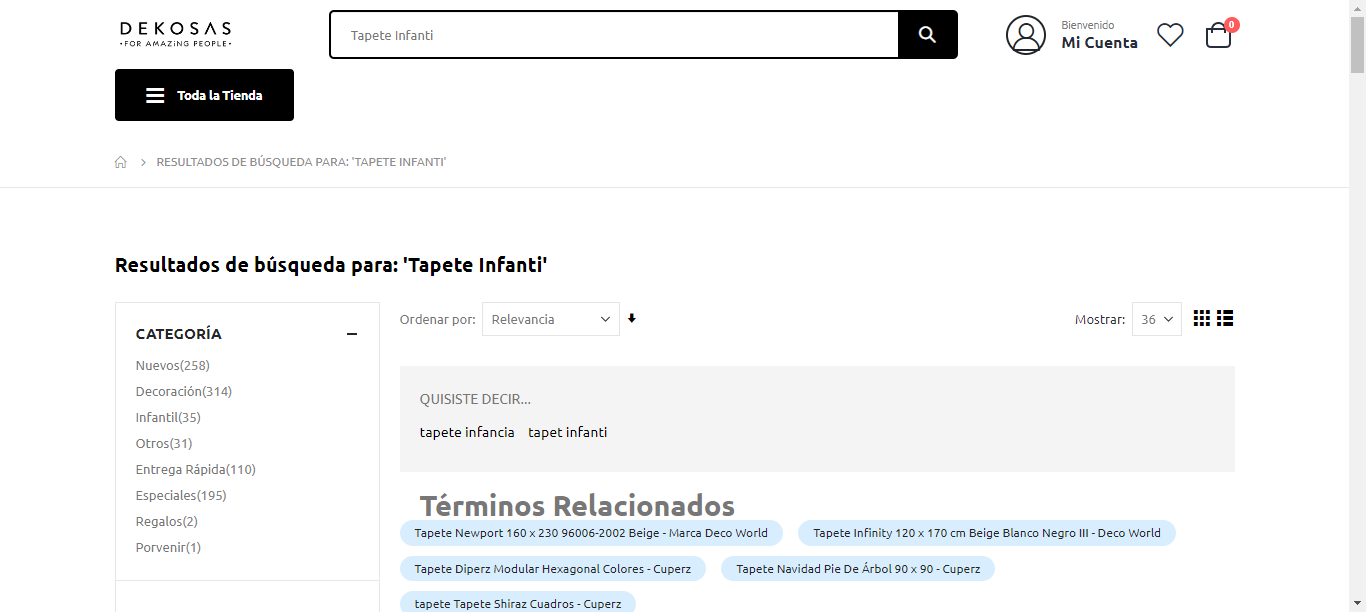 DEKOSAS
•FOR AMAZING PEOPLE•
Tapete Infanti
Bienvenido
Mi Cuenta
0
Toda la Tienda
RESULTADOS DE BÚSQUEDA PARA: 'TAPETE INFANTI'
Resultados de búsqueda para: 'Tapete Infanti'
CATEGORÍA
Nuevos(258)
Decoración(314)
Infantil(35)
Otros(31)
Entrega Rápida(110)
Especiales(195)
Regalos(2)
Porvenir(1)
Ordenar por: Relevancia
Mostrar: 36
QUISISTE DECIR...
tapete infancia tapet infanti
Términos Relacionados
Tapete Newport 160 x 230 96006-2002 Beige - Marca Deco World
Tapete Infinity 120 x 170 cm Beige Blanco Negro III - Deco World
Tapete Diperz Modular Hexagonal Colores - Cuperz
Tapete Navidad Pie De Árbol 90 x 90 - Cuperz
tapete Tapete Shiraz Cuadros - Cuperz